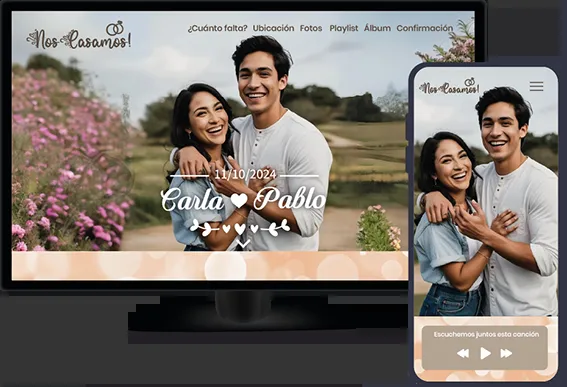 Nos Casamos!
¿Cuánto falta? Ubicación Fotos Playlist Álbum Confirmación
11/10/2024
Carla Pablo
Nos Casamos!
Escuchemos juntos esta canción